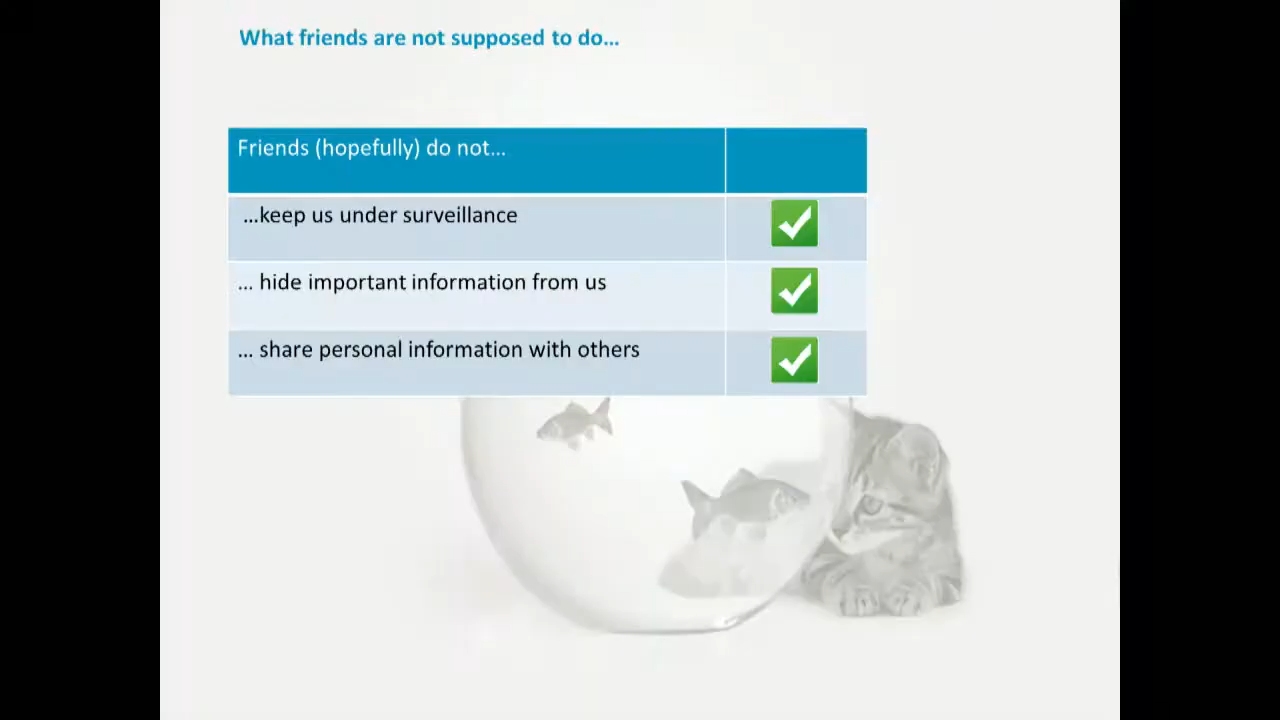 What friends are not supposed to do…
Friends (hopefully) do not…
…keep us under surveillance
… hide important information from us
… share personal information with others